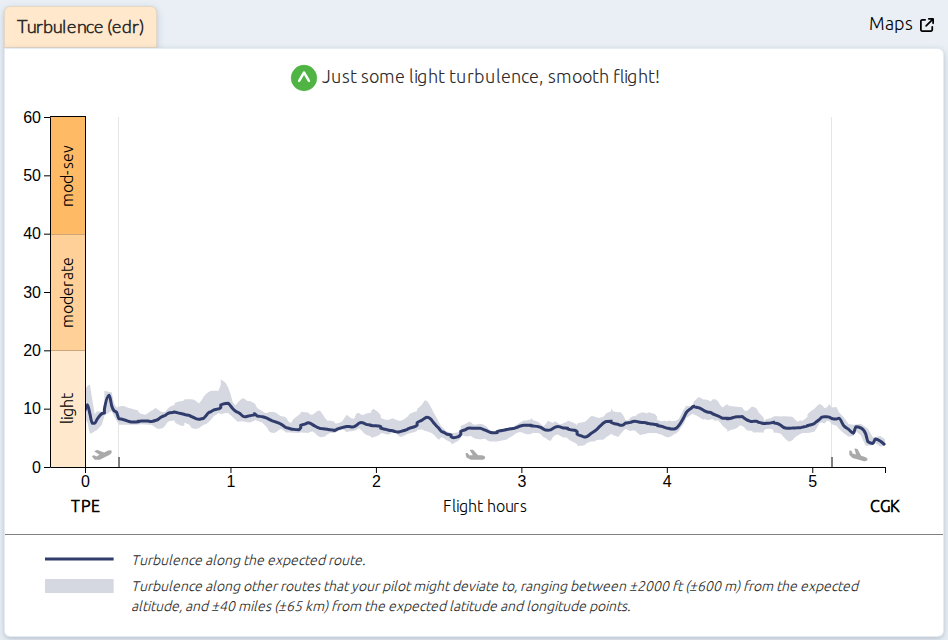 Turbulence (edr)
Maps
Just some light turbulence, smooth flight!
60
50
40
30
20
10
0
mod-sev
moderate
light
0 1 2 3 4 5
TPE Flight hours CGK
Turbulence along the expected route.
Turbulence along other routes that your pilot might deviate to, ranging between ±2000 ft (±600 m) from the expected
altitude, and ±40 miles (±65 km) from the expected latitude and longitude points.